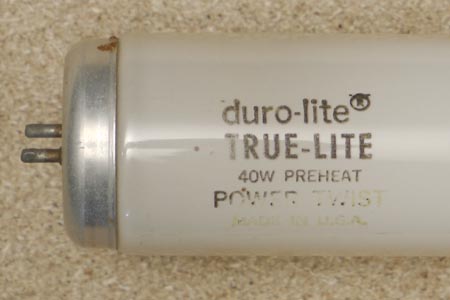 duro-lite®
TRUE-LITE
40W PREHEAT
POWER TWIST
MADE IN U.S.A.